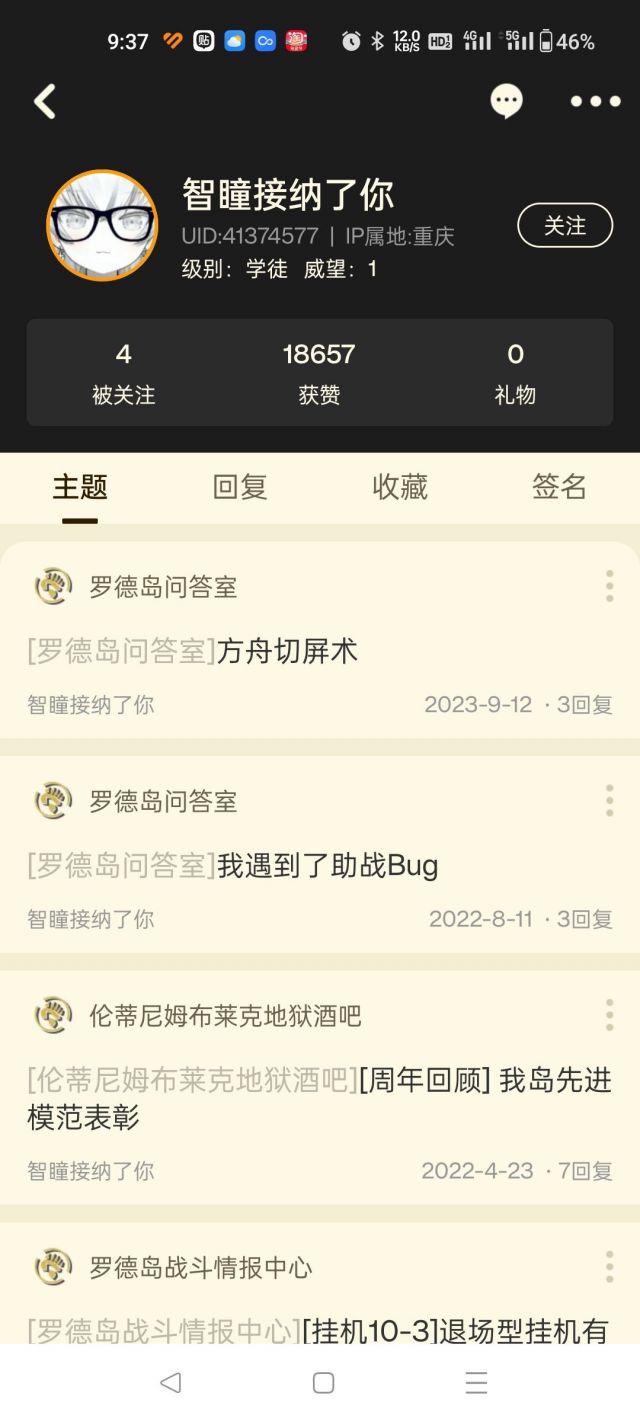 9:37
贴
淘
12.0 KB/S
HD1
4G
5G
46%
智瞳接纳了你
UID:41374577 | IP属地:重庆
级别：学徒 威望：1
关注
4
18657
0
被关注
获赞
礼物
主题
回复
收藏
签名
罗德岛问答室
[罗德岛问答室]方舟切屏术
智瞳接纳了你
2023-9-12 ·3回复
罗德岛问答室
[罗德岛问答室]我遇到了助战Bug
智瞳接纳了你
2022-8-11 ·3回复
伦蒂尼姆布莱克地狱酒吧
[伦蒂尼姆布莱克地狱酒吧][周年回顾] 我岛先进
模范表彰
智瞳接纳了你
2022-4-23 ·7回复
罗德岛战斗情报中心
[罗德岛战斗情报中心][挂机10-3]退场型挂机有